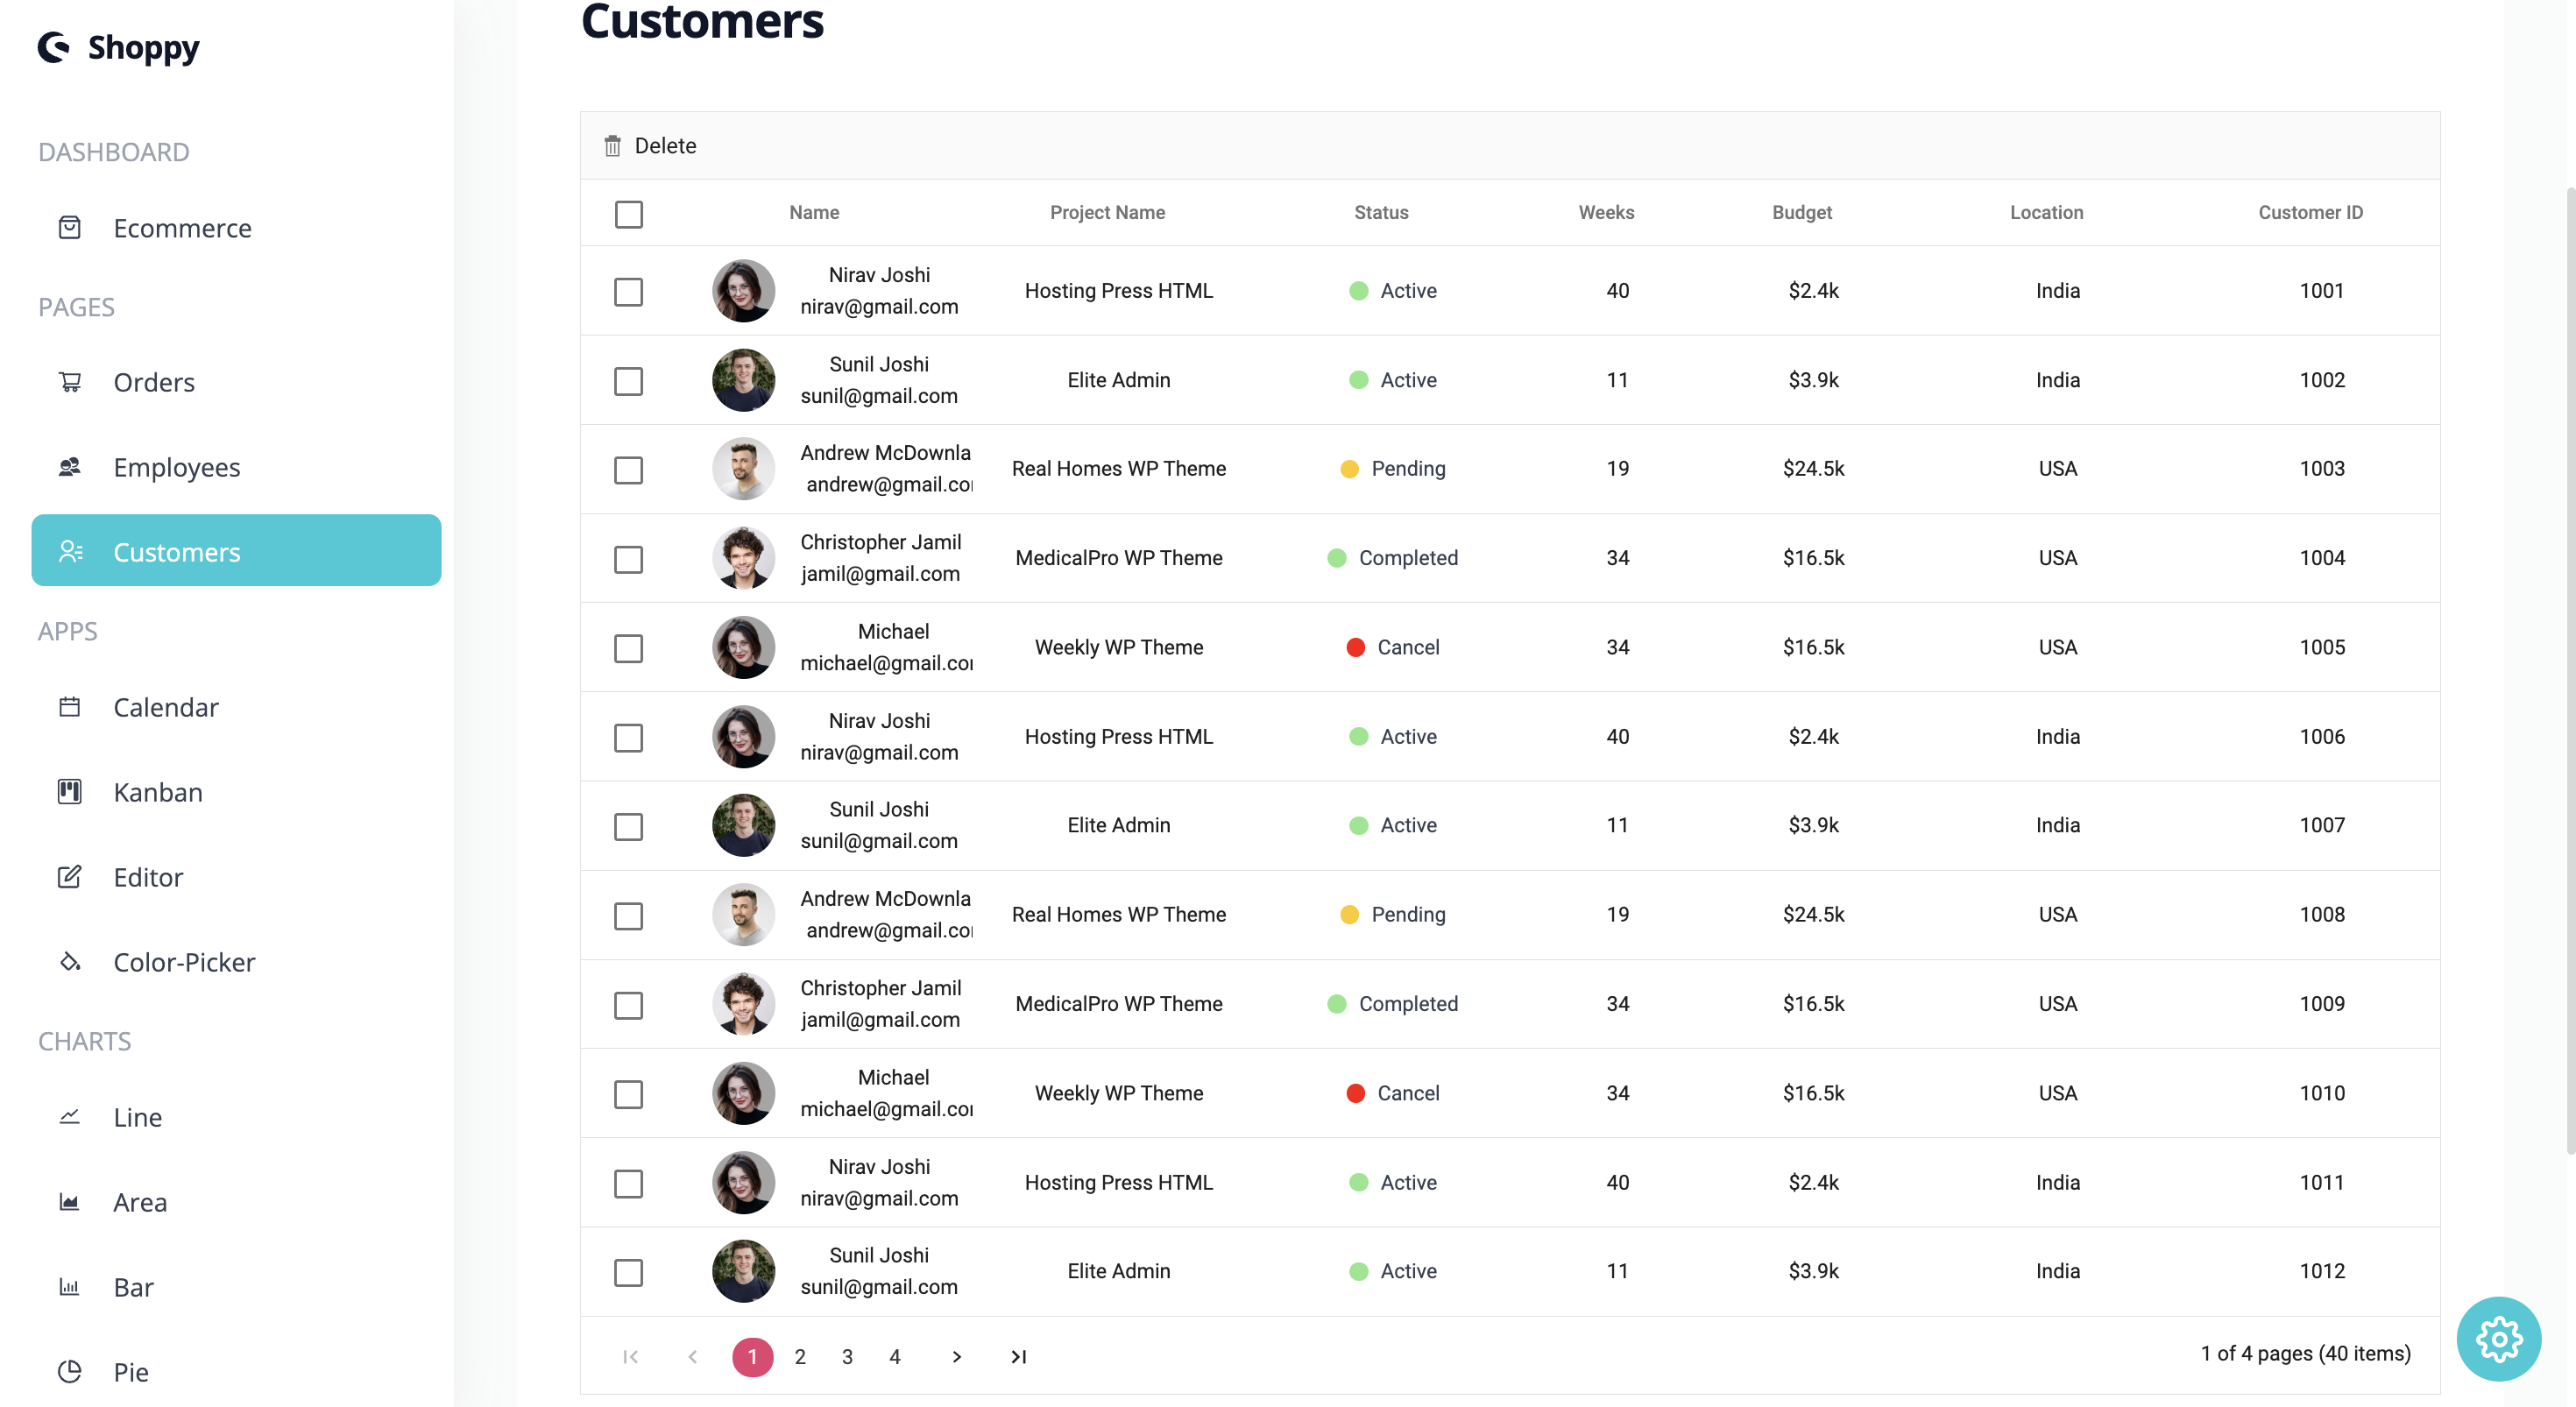 Shoppy
DASHBOARD
Ecommerce
PAGES
Orders
Employees
Customers
APPS
Calendar
Kanban
Editor
Color-Picker
CHARTS
Line
Area
Bar
Pie
Customers
Delete
Name Project Name Status Weeks Budget Location Customer ID
Nirav Joshi
nirav@gmail.com Hosting Press HTML Active 40 $2.4k India 1001
Sunil Joshi
sunil@gmail.com Elite Admin Active 11 $3.9k India 1002
Andrew McDownla
andrew@gmail.co Real Homes WP Theme Pending 19 $24.5k USA 1003
Christopher Jamil
jamil@gmail.com MedicalPro WP Theme Completed 34 $16.5k USA 1004
Michael
michael@gmail.co Weekly WP Theme Cancel 34 $16.5k USA 1005
Nirav Joshi
nirav@gmail.com Hosting Press HTML Active 40 $2.4k India 1006
Sunil Joshi
sunil@gmail.com Elite Admin Active 11 $3.9k India 1007
Andrew McDownla
andrew@gmail.co Real Homes WP Theme Pending 19 $24.5k USA 1008
Christopher Jamil
jamil@gmail.com MedicalPro WP Theme Completed 34 $16.5k USA 1009
Michael
michael@gmail.co Weekly WP Theme Cancel 34 $16.5k USA 1010
Nirav Joshi
nirav@gmail.com Hosting Press HTML Active 40 $2.4k India 1011
Sunil Joshi
sunil@gmail.com Elite Admin Active 11 $3.9k India 1012
1 2 3 4
1 of 4 pages (40 items)